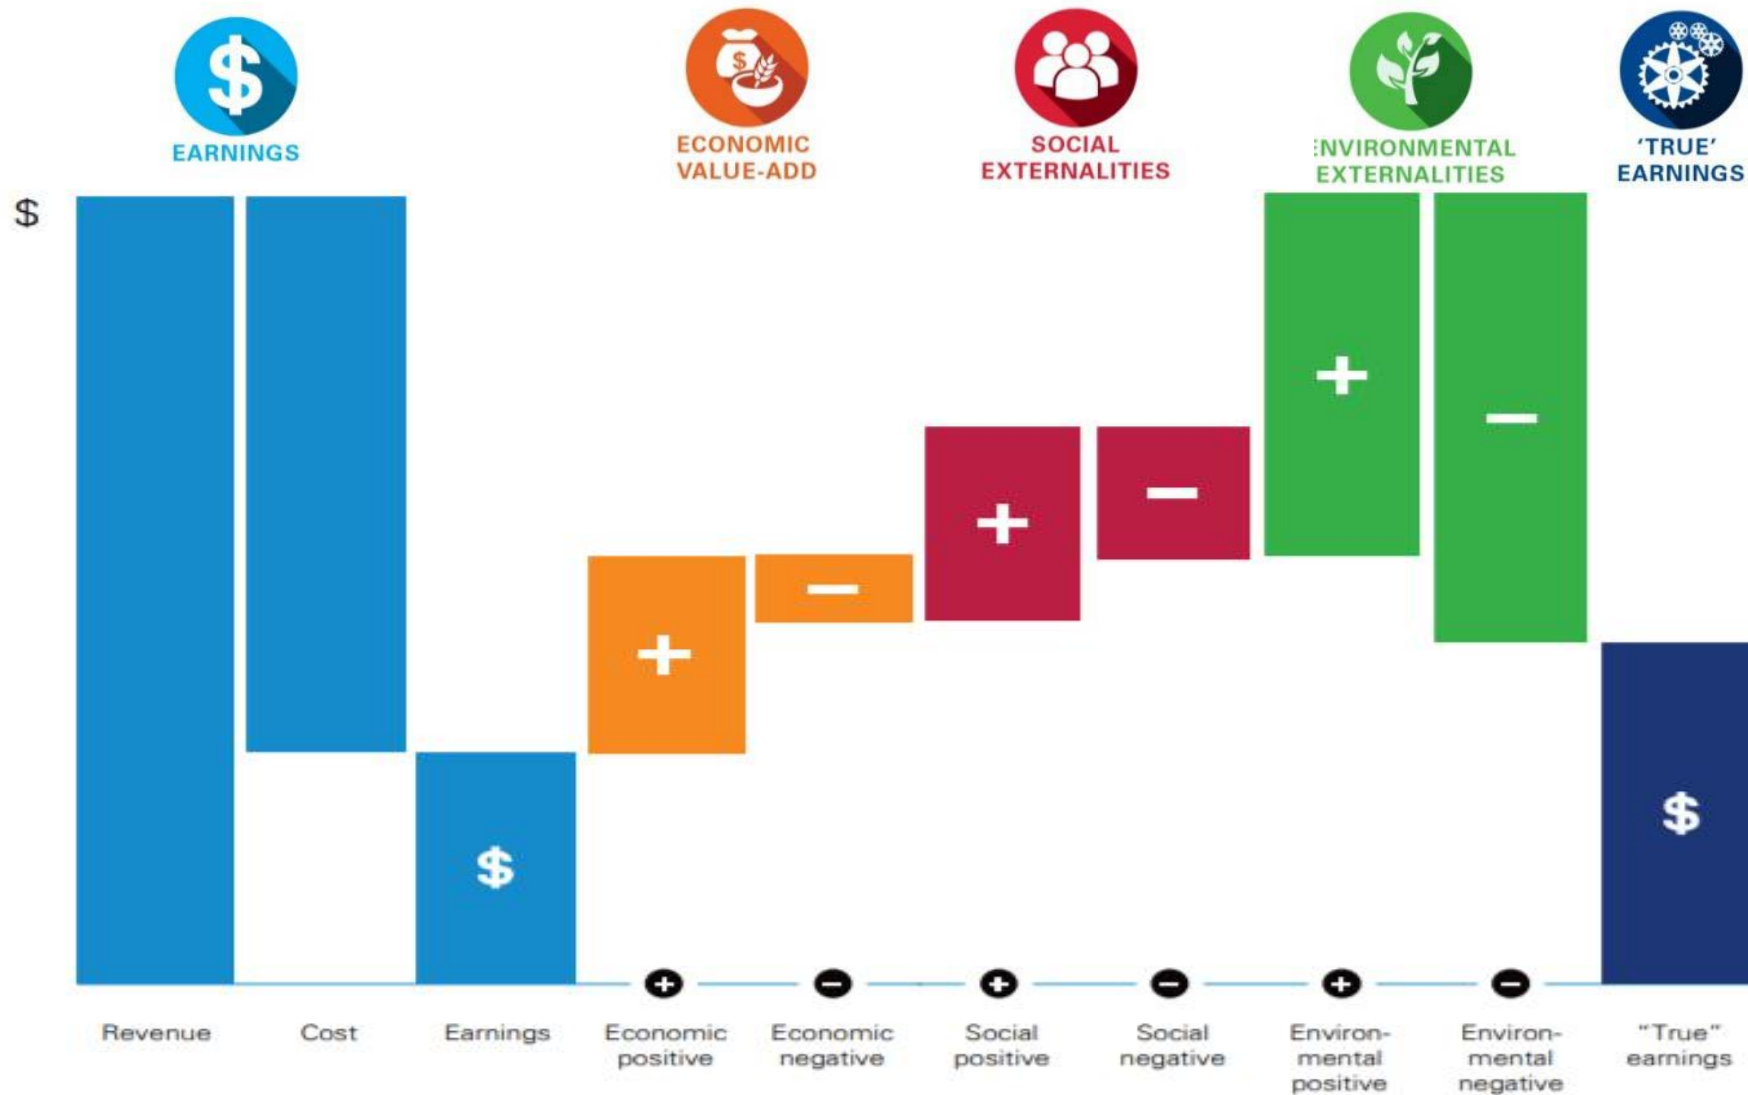 $
EARNINGS
$
ECONOMIC
VALUE-ADD
SOCIAL
EXTERNALITIES
ENVIRONMENTAL
EXTERNALITIES
'TRUE'
EARNINGS
$
+
−
+
−
+
−
$
$
+
−
+
−
+
−
Revenue
Cost
Earnings
Economic
positive
Economic
negative
Social
positive
Social
negative
Environ-
mental
positive
Environ-
mental
negative
"True"
earnings